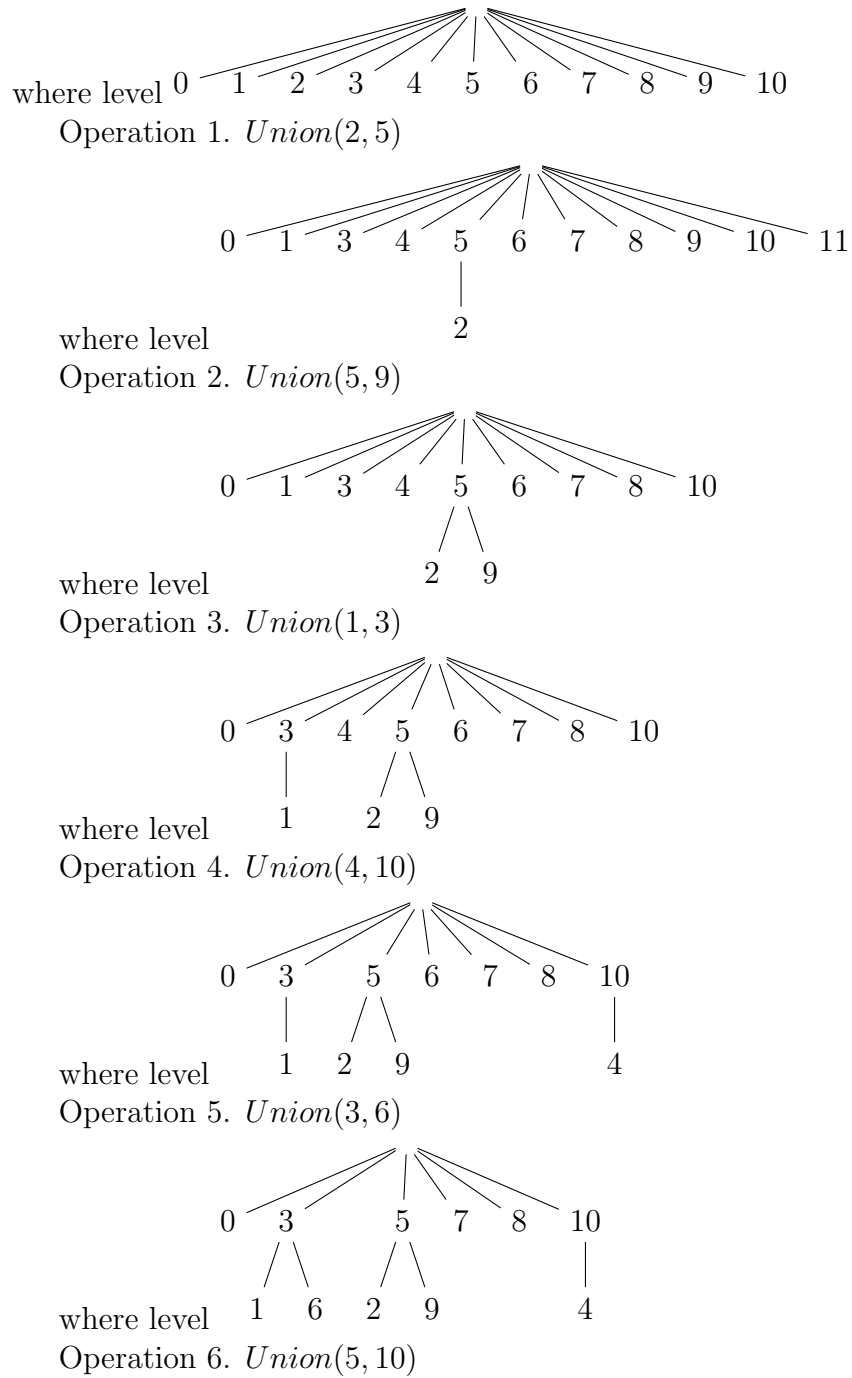 where level 0 1 2 3 4 5 6 7 8 9 10
Operation 1. Union(2, 5)
0 1 3 4 5 6 7 8 9 10 11
2
where level
Operation 2. Union(5, 9)
0 1 3 4 5 6 7 8 10
2 9
where level
Operation 3. Union(1, 3)
0 3 4 5 6 7 8 10
1 2 9
where level
Operation 4. Union(4, 10)
0 3 5 6 7 8 10
1 2 9 4
where level
Operation 5. Union(3, 6)
0 3 5 7 8 10
1 6 2 9 4
where level
Operation 6. Union(5, 10)